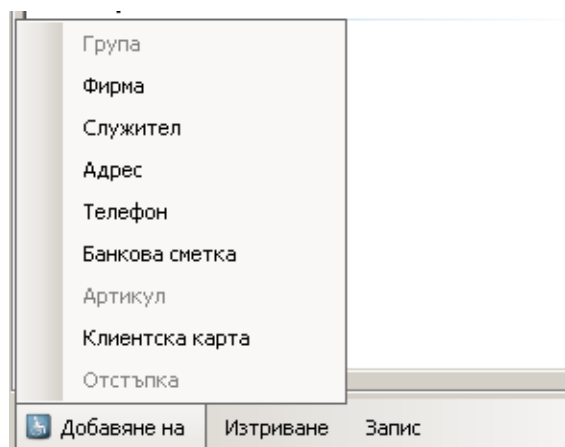 Група
Фирма
Служител
Адрес
Телефон
Банкова сметка
Артикул
Клиентска карта
Отстъпка
Добавяне на Изтриване Запис